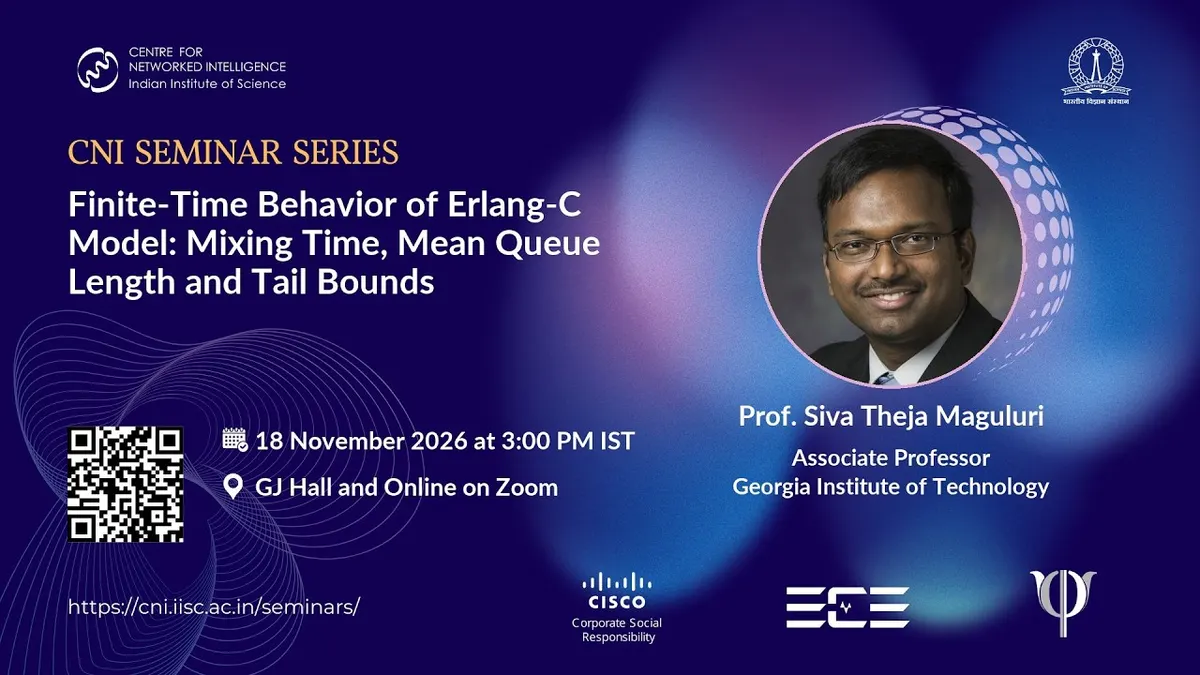 CENTRE FOR
NETWORKED INTELLIGENCE
Indian Institute of Science
भारतीय विज्ञान संस्थान
CNI SEMINAR SERIES
Finite-Time Behavior of Erlang-C
Model: Mixing Time, Mean Queue
Length and Tail Bounds
Prof. Siva Theja Maguluri
Associate Professor
Georgia Institute of Technology
18 November 2026 at 3:00 PM IST
GJ Hall and Online on Zoom
https://cni.iisc.ac.in/seminars/
CISCO
Corporate Social
Responsibility
ECE